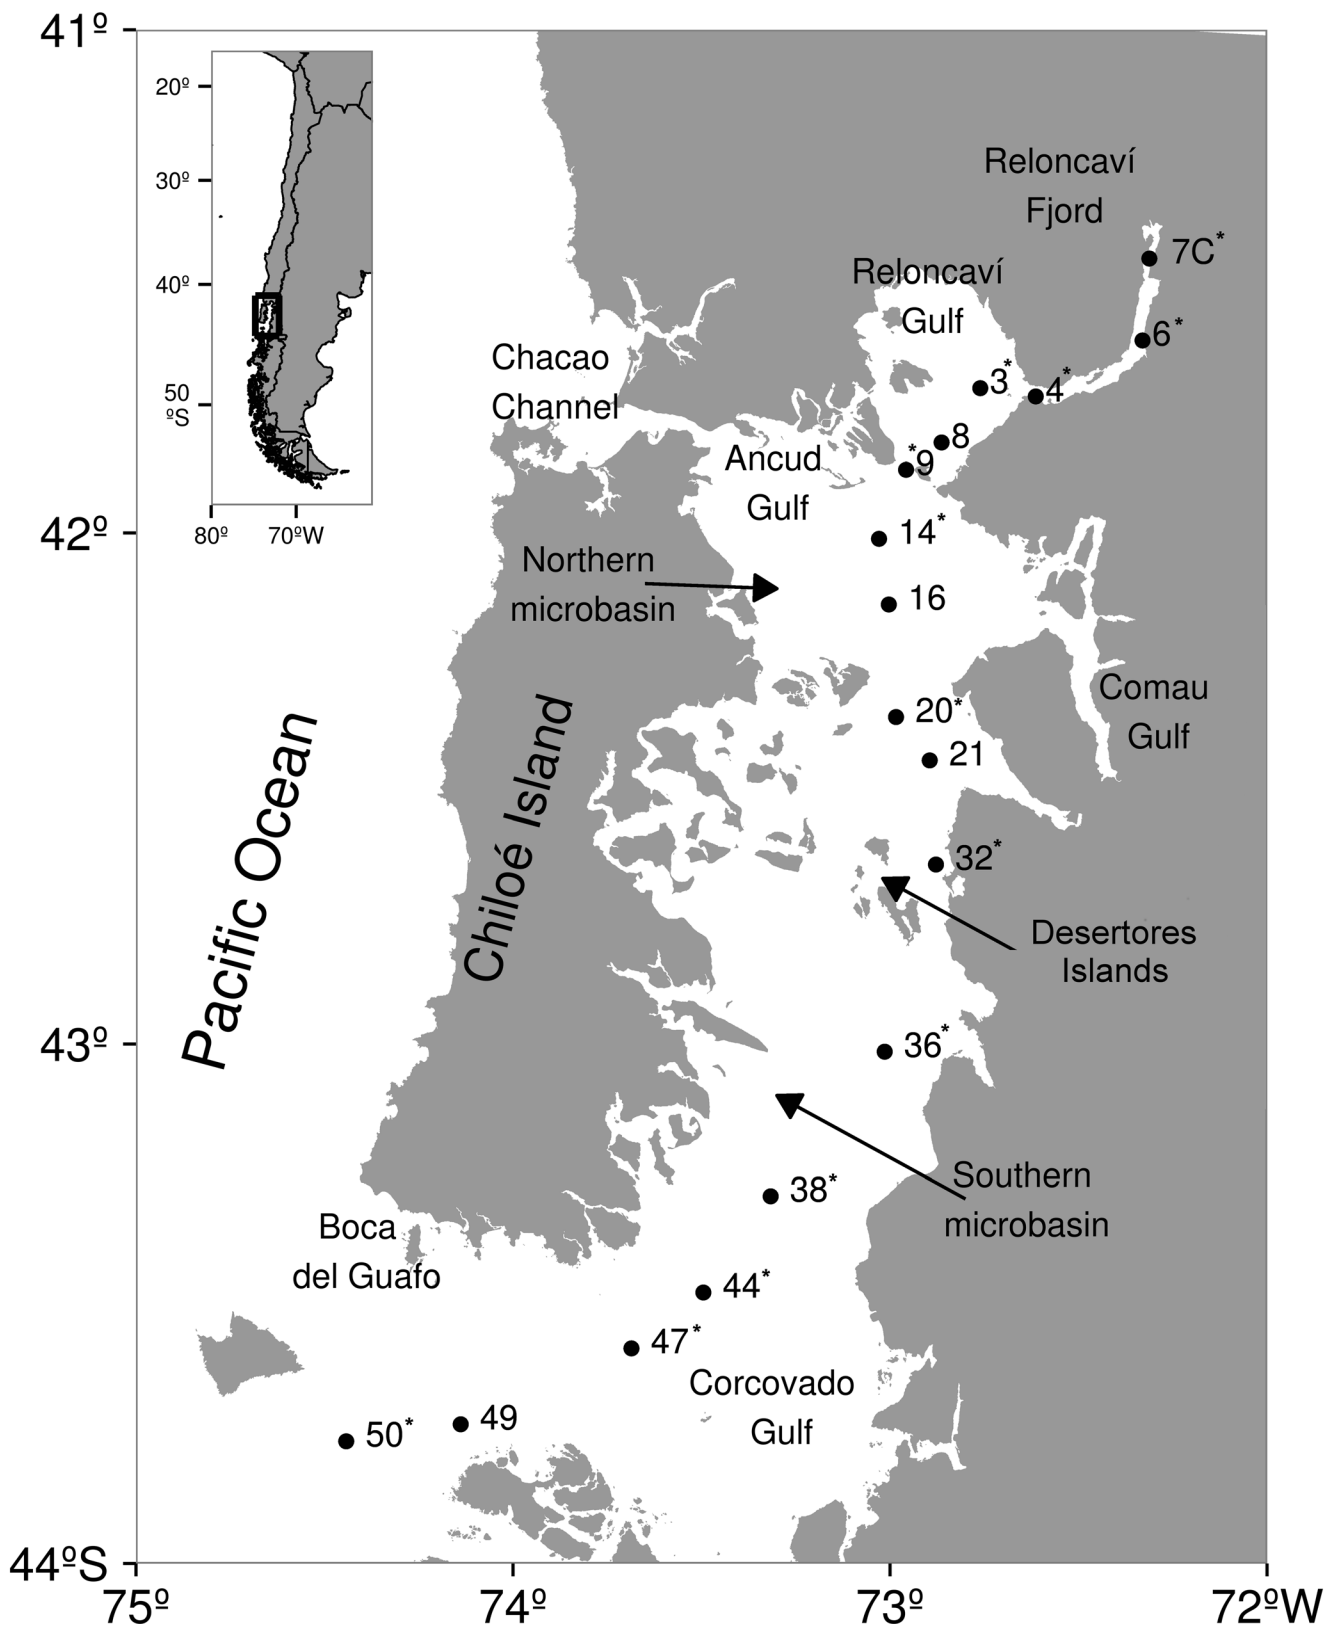 41º
20º
30º
40º
50
ºS
80º
70ºW
Reloncaví
Fjord
7C*
Reloncaví
Gulf
6*
Chacao
Channel
3*
4*
8
*9
Ancud
Gulf
42º
14*
Northern
microbasin
16
Comau
Gulf
20*
21
Pacific Ocean
Chiloé Island
32*
Desertores
Islands
43º
36*
Southern
microbasin
38*
Boca
del Guafo
44*
47*
Corcovado
Gulf
49
50*
44ºS
75º
74º
73º
72ºW